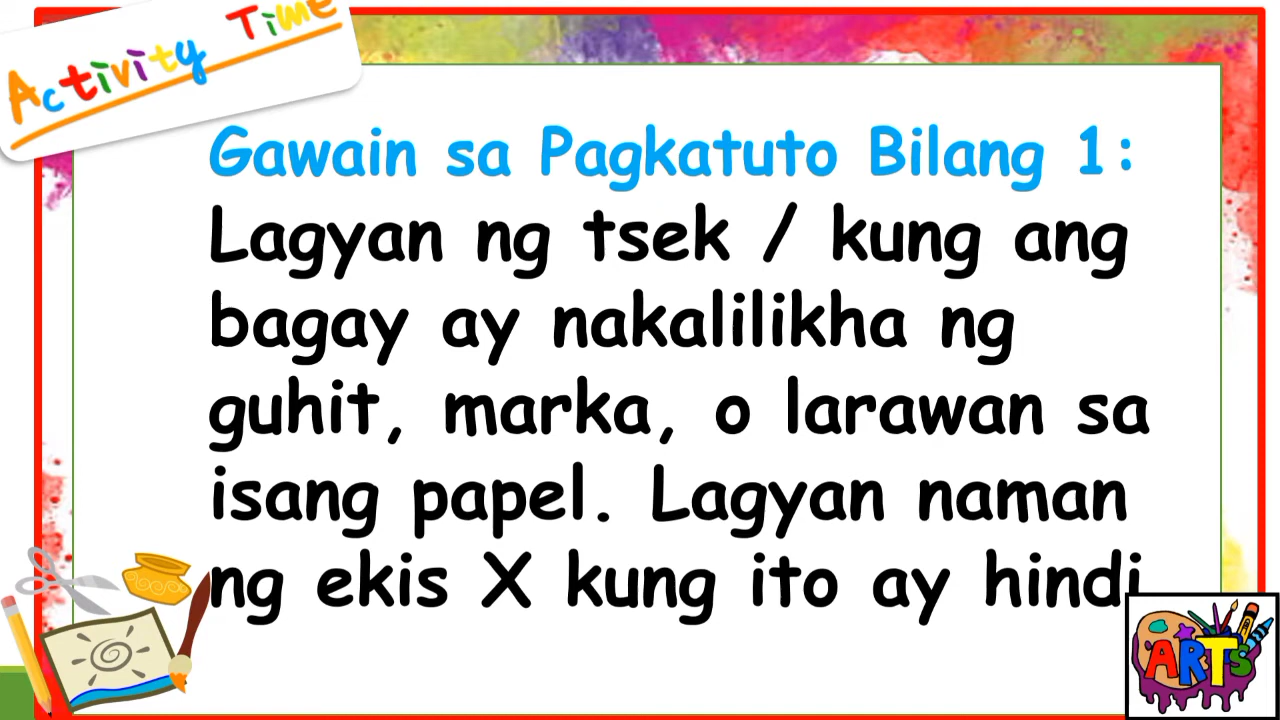 Activity Time
Gawain sa Pagkatuto Bilang 1:
Lagyan ng tsek / kung ang
bagay ay nakalilikha ng
guhit, marka, o larawan sa
isang papel. Lagyan naman
ng ekis X kung ito ay hindi
ARTS